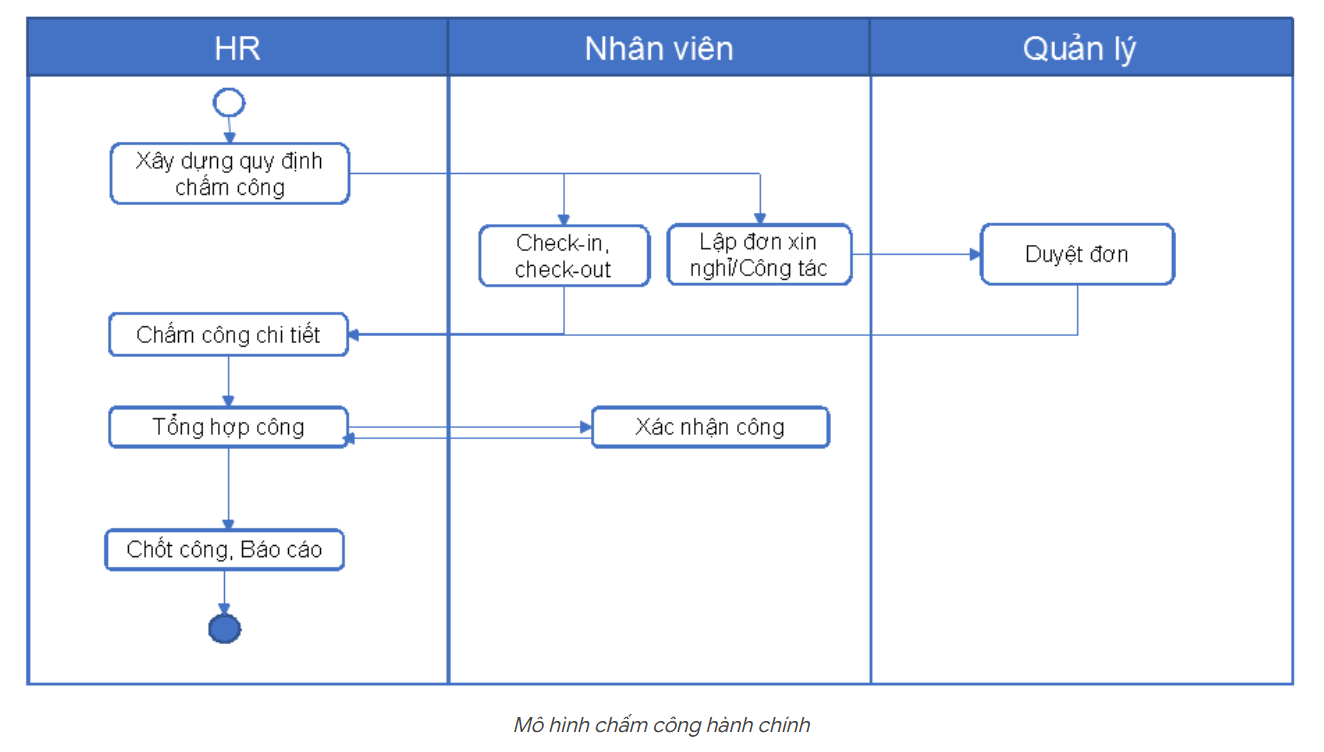 HR
Nhân viên
Quản lý
Xây dựng quy định
chấm công
Check-in,
check-out
Lập đơn xin
nghỉ/Công tác
Duyệt đơn
Chấm công chi tiết
Tổng hợp công
Xác nhận công
Chốt công, Báo cáo
Mô hình chấm công hành chính